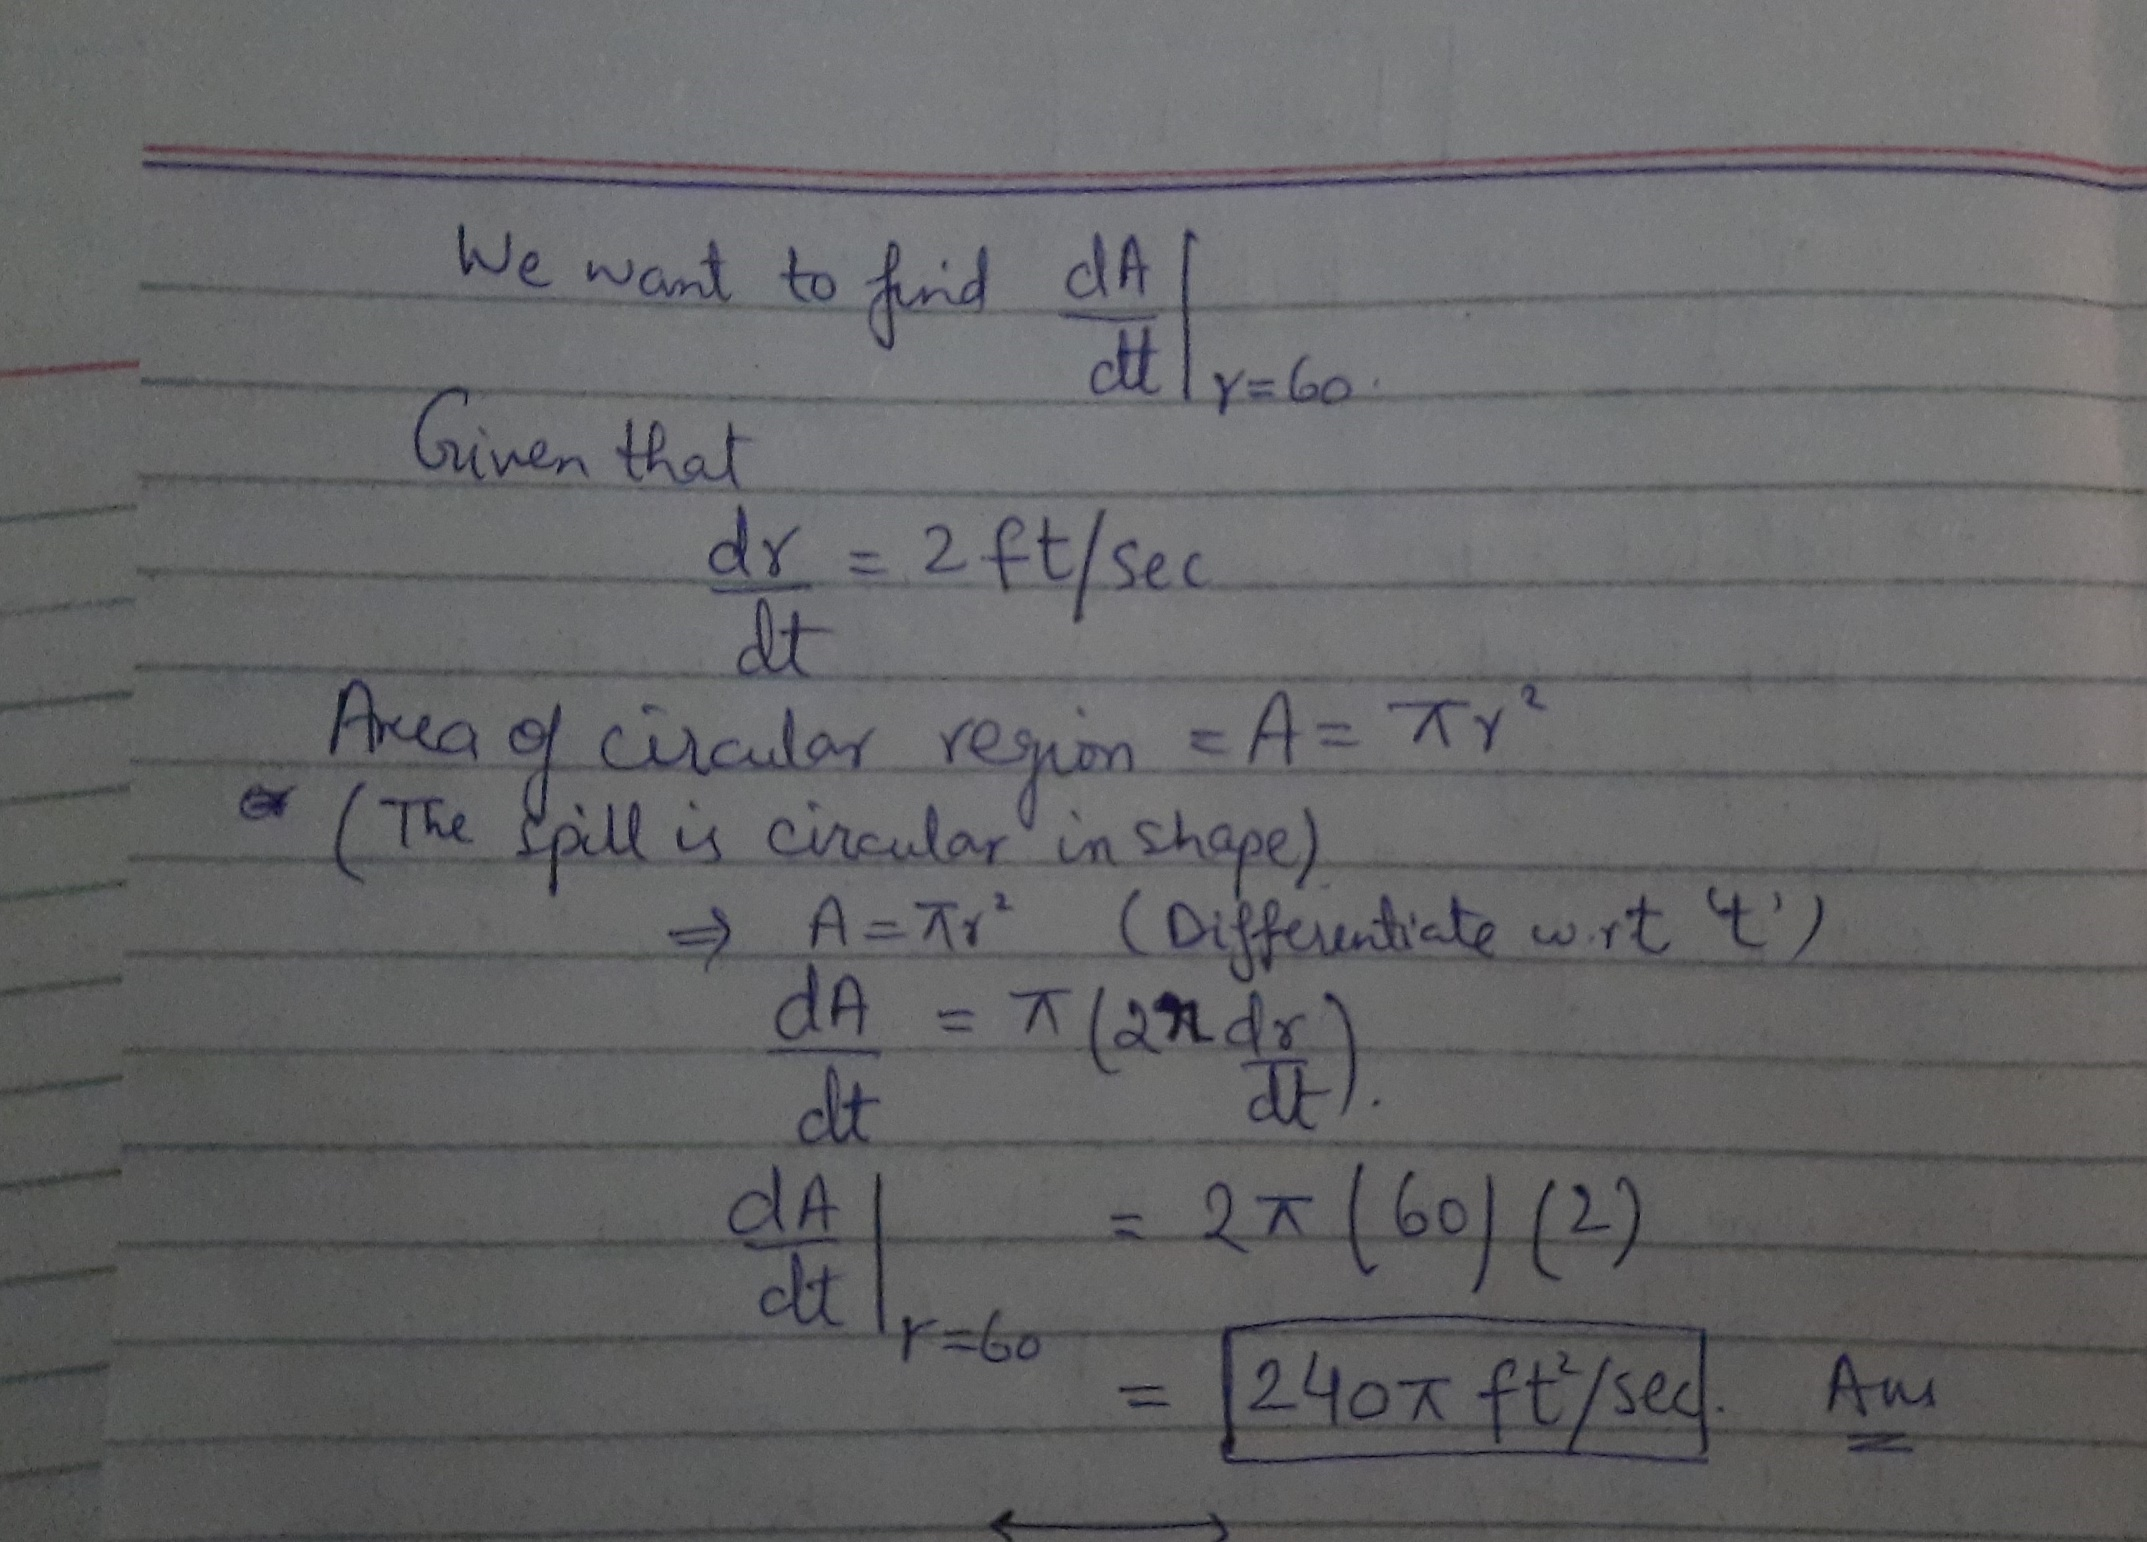 We want to find dA/dt |r=60.
Given that
dr/dt = 2 ft/sec
Area of circular region = A = πr²
(The spill is circular in shape)
⇒ A = πr² (Differentiate w.r.t 't')
dA/dt = π(2r dr/dt).
dA/dt |r=60 = 2π (60) (2)
= 240π ft²/sec. Ans